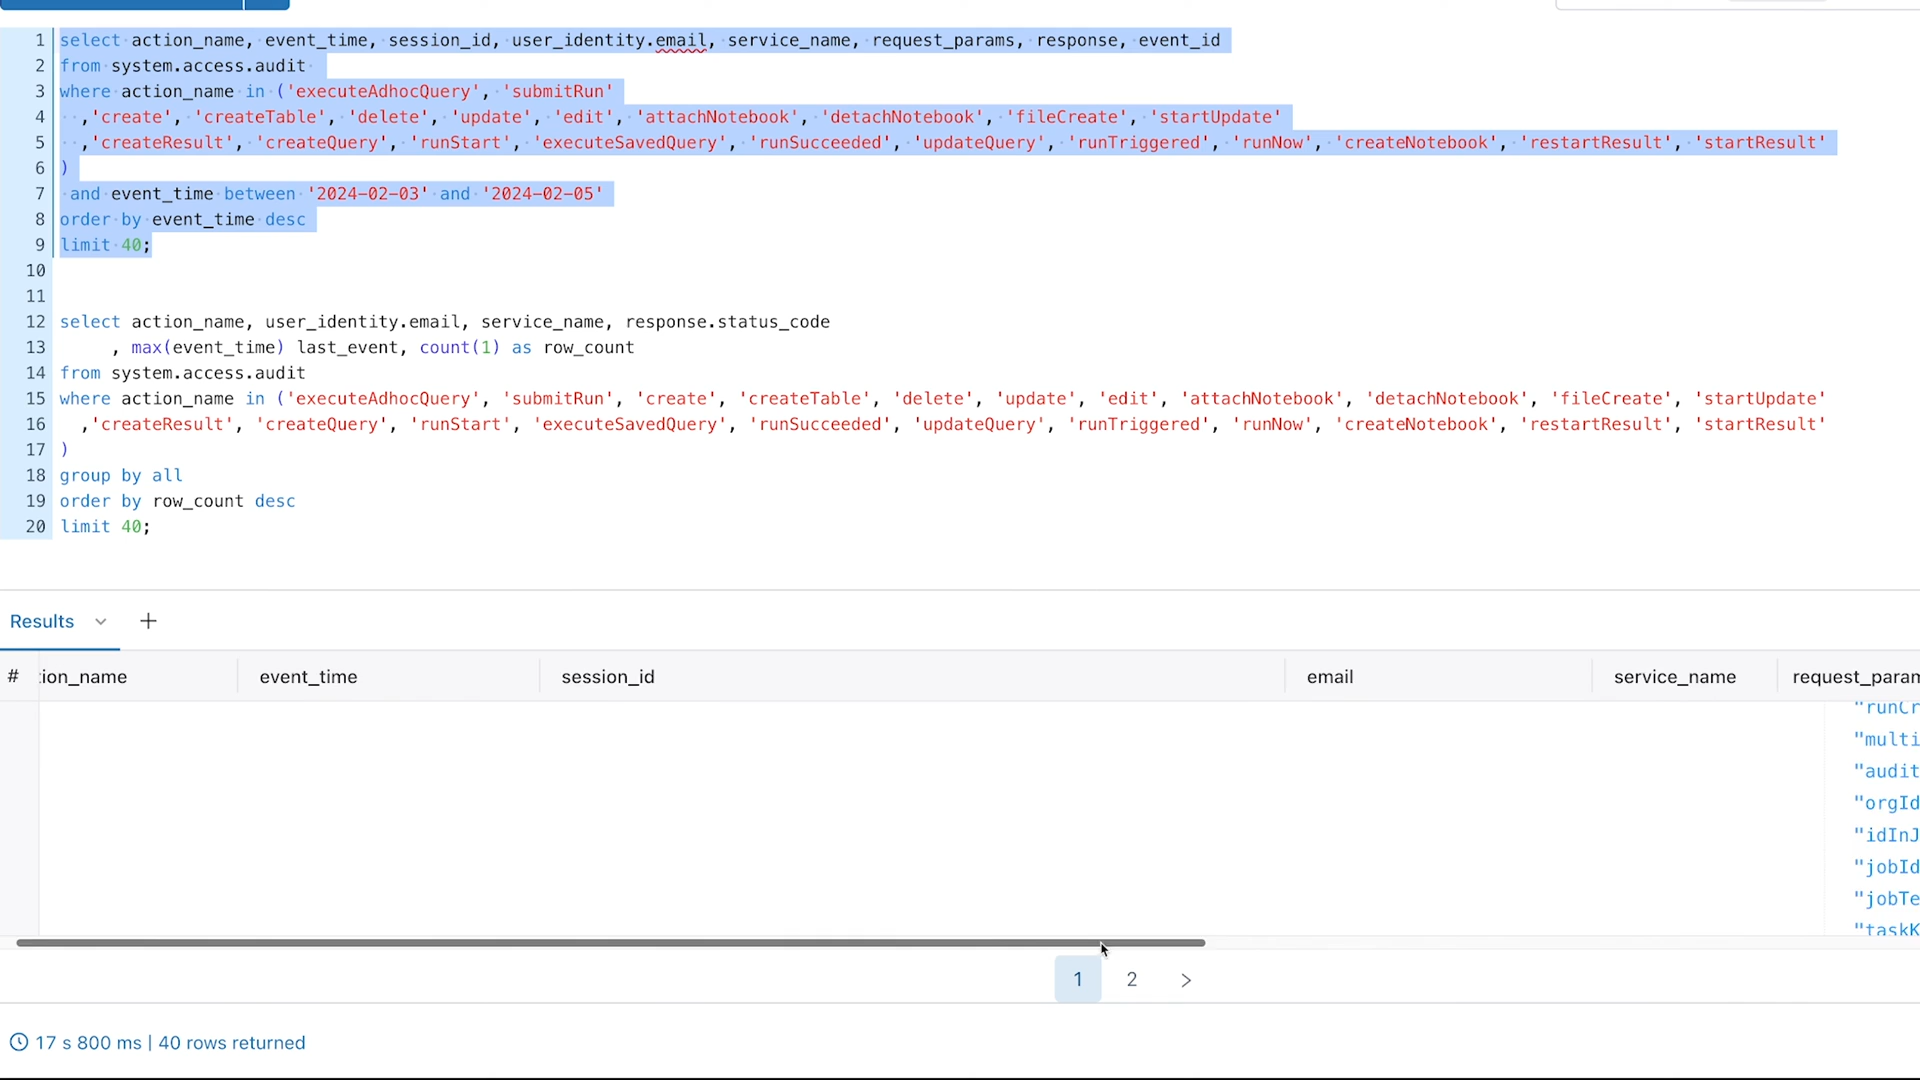 1 select action_name, event_time, session_id, user_identity.email, service_name, request_params, response, event_id
2 from system.access.audit
3 where action_name in ('executeAdhocQuery', 'submitRun'
4 ,'create', 'createTable', 'delete', 'update', 'edit', 'attachNotebook', 'detachNotebook', 'fileCreate', 'startUpdate'
5 ,'createResult', 'createQuery', 'runStart', 'executeSavedQuery', 'runSucceeded', 'updateQuery', 'runTriggered', 'runNow', 'createNotebook', 'restartResult', 'startResult'
6 )
7 and event_time between '2024-02-03' and '2024-02-05'
8 order by event_time desc
9 limit 40;
10
11
12 select action_name, user_identity.email, service_name, response.status_code
13 , max(event_time) last_event, count(1) as row_count
14 from system.access.audit
15 where action_name in ('executeAdhocQuery', 'submitRun', 'create', 'createTable', 'delete', 'update', 'edit', 'attachNotebook', 'detachNotebook', 'fileCreate', 'startUpdate'
16 ,'createResult', 'createQuery', 'runStart', 'executeSavedQuery', 'runSucceeded', 'updateQuery', 'runTriggered', 'runNow', 'createNotebook', 'restartResult', 'startResult'
17 )
18 group by all
19 order by row_count desc
20 limit 40;
Results +
# ion_name event_time session_id email service_name request_param
"runCr
"multi
"audit
"orgId
"idInJ
"jobId
"jobTe
"taskK
1 2 >
17 s 800 ms | 40 rows returned